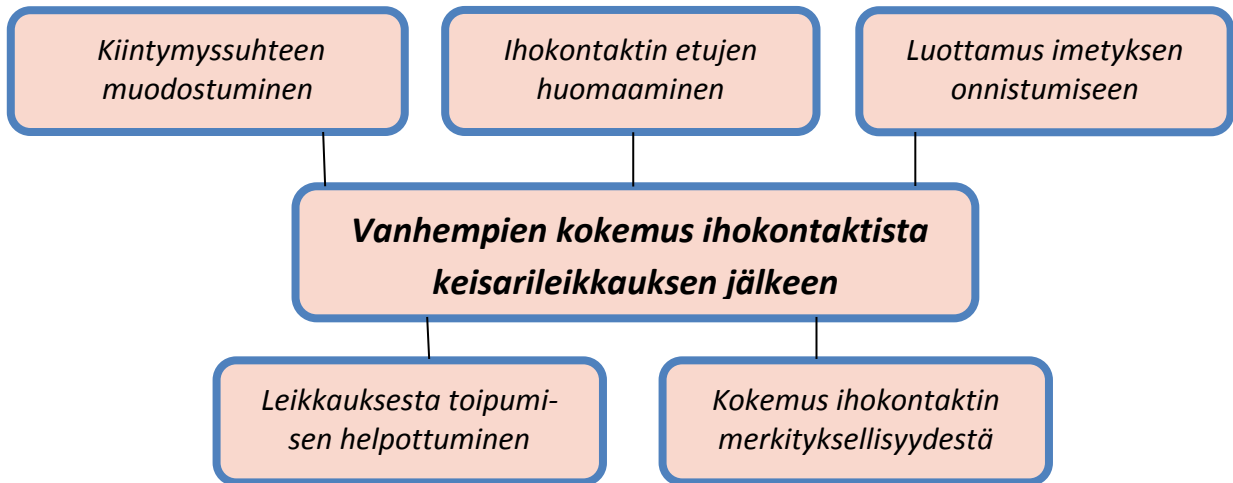 Kiintymyssuhteen
muodostuminen
Ihokontaktin etujen
huomaaminen
Luottamus imetyksen
onnistumiseen
Vanhempien kokemus ihokontaktista
keisarileikkauksen jälkeen
Leikkauksesta toipumi-
sen helpottuminen
Kokemus ihokontaktin
merkityksellisyydestä